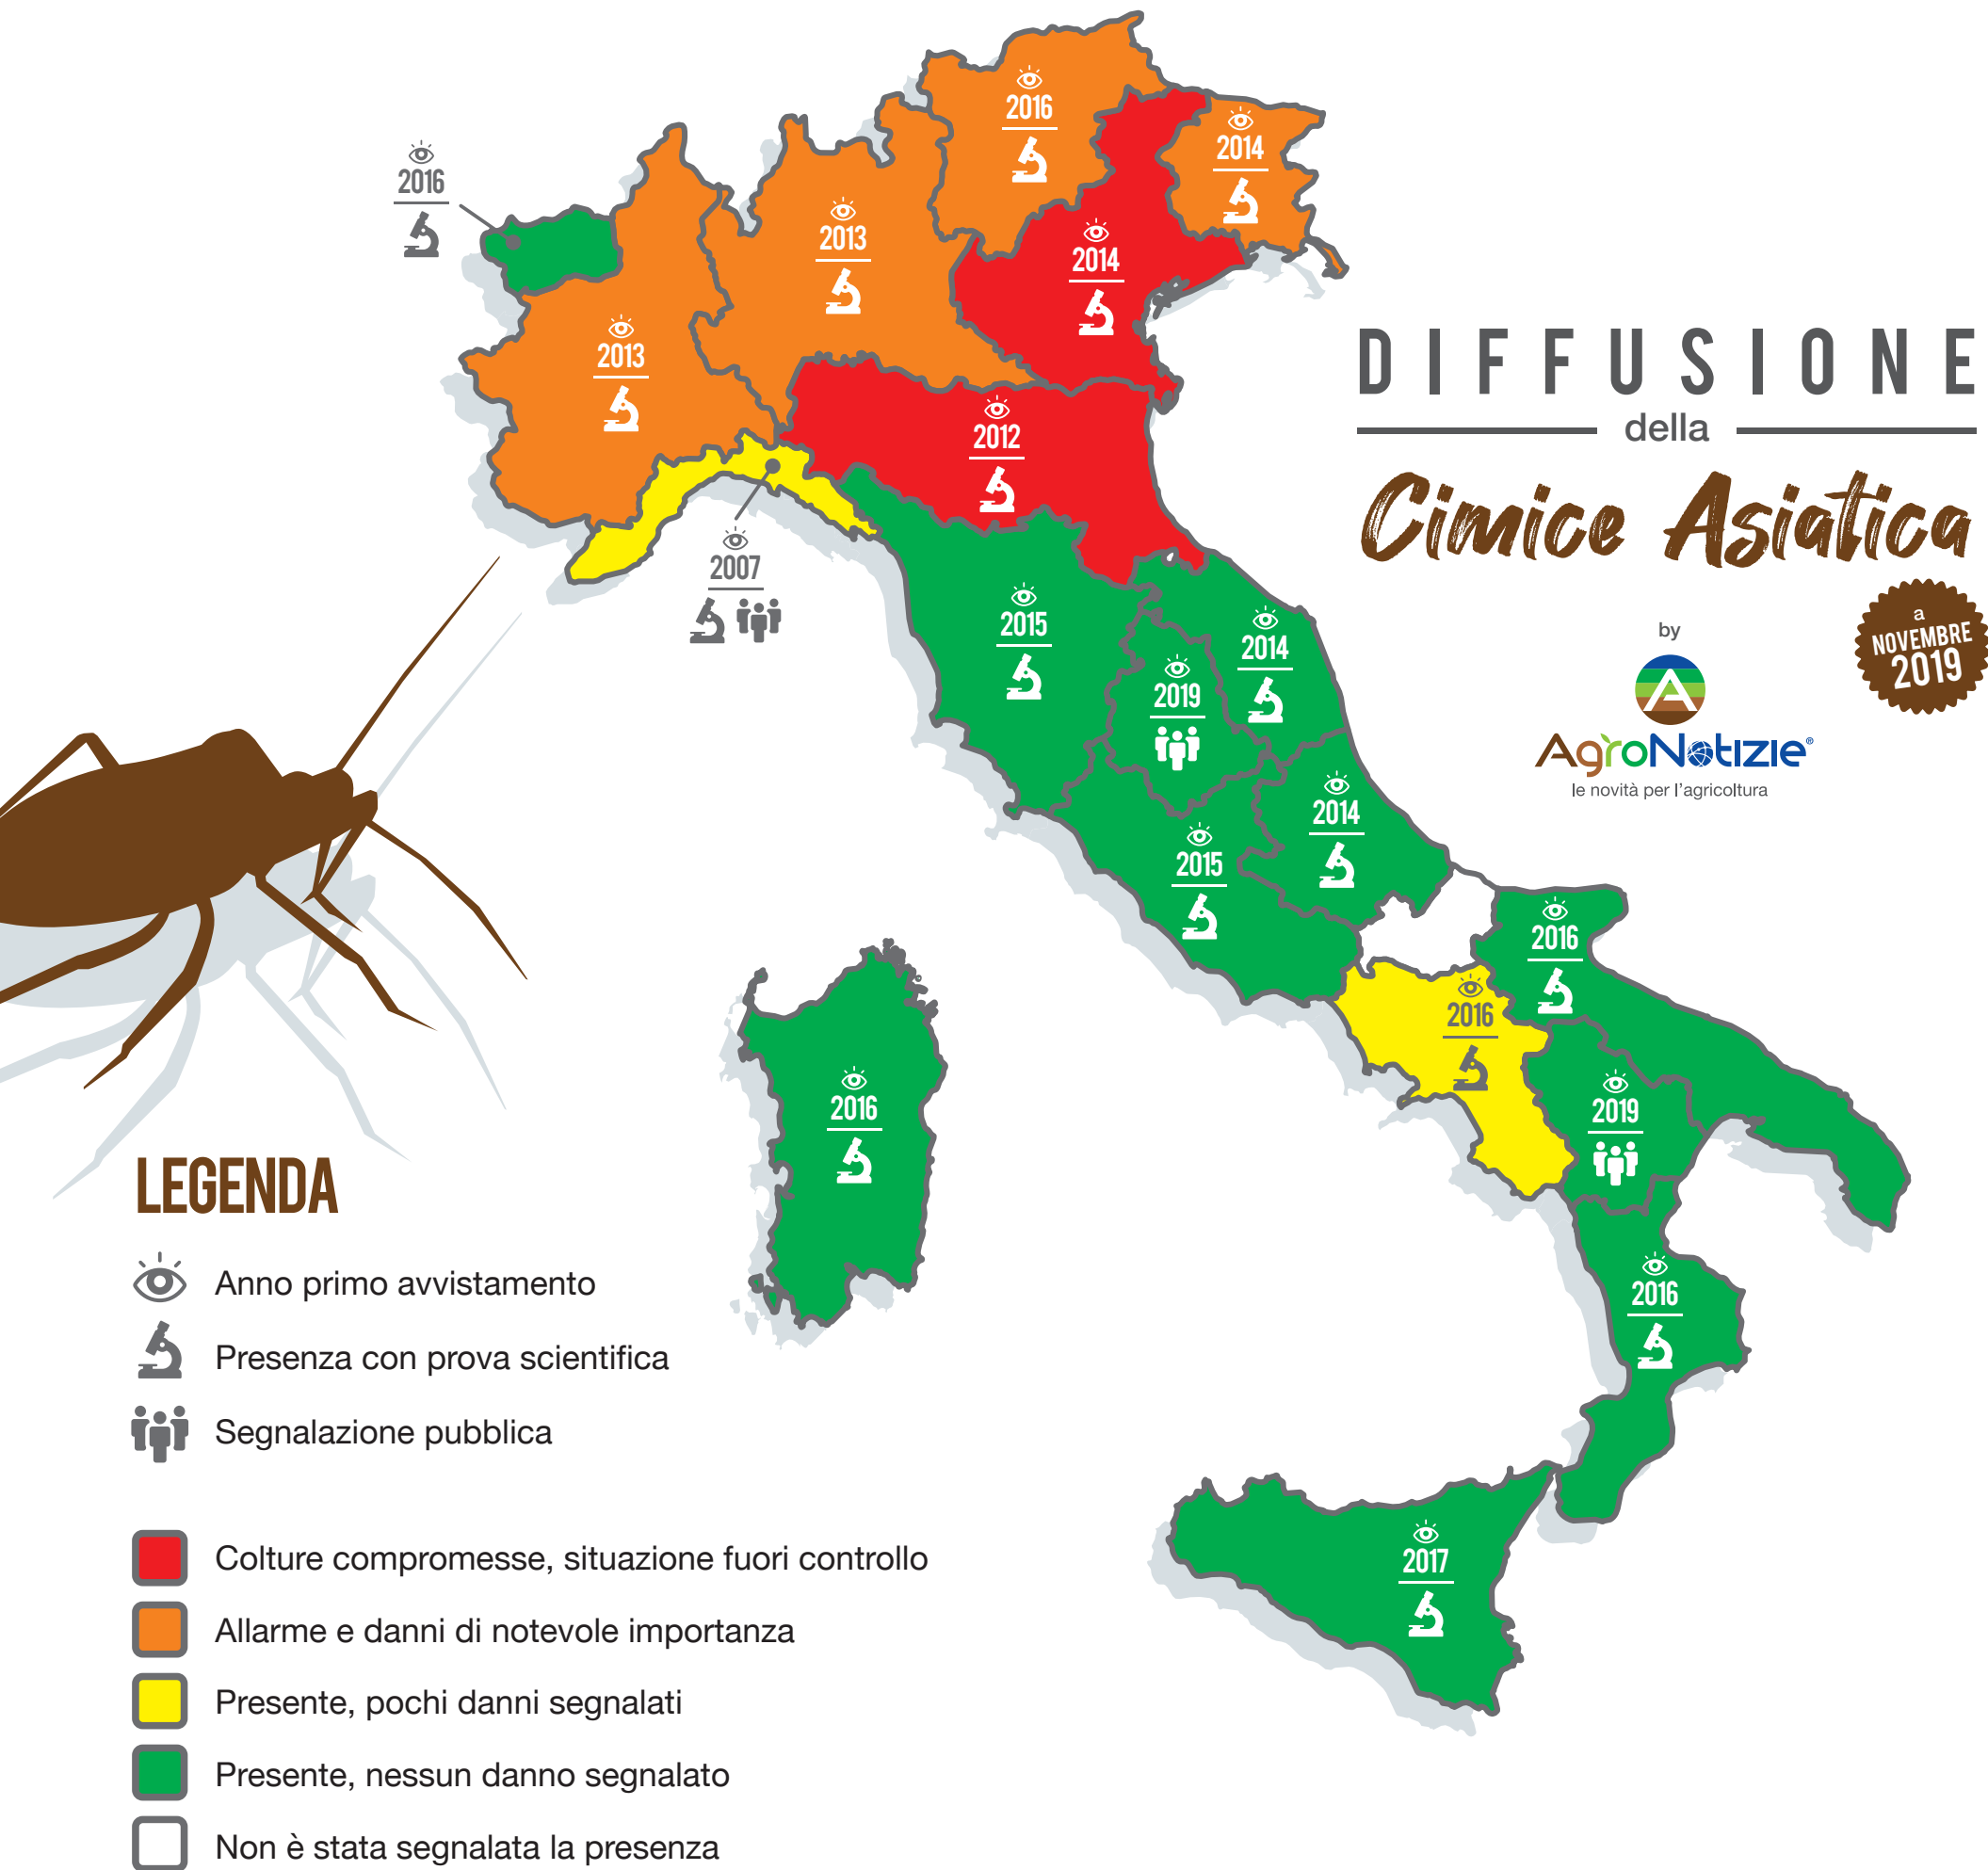 DIFFUSIONE
della
Cimice Asiatica
a
NOVEMBRE
2019
by
AgroNotizie®
le novità per l'agricoltura
2016
2014
2016
2013
2014
2013
2012
2007
2015
2014
2019
2014
2015
2016
2016
2016
2019
2016
2017
LEGENDA
Anno primo avvistamento
Presenza con prova scientifica
Segnalazione pubblica
Colture compromesse, situazione fuori controllo
Allarme e danni di notevole importanza
Presente, pochi danni segnalati
Presente, nessun danno segnalato
Non è stata segnalata la presenza